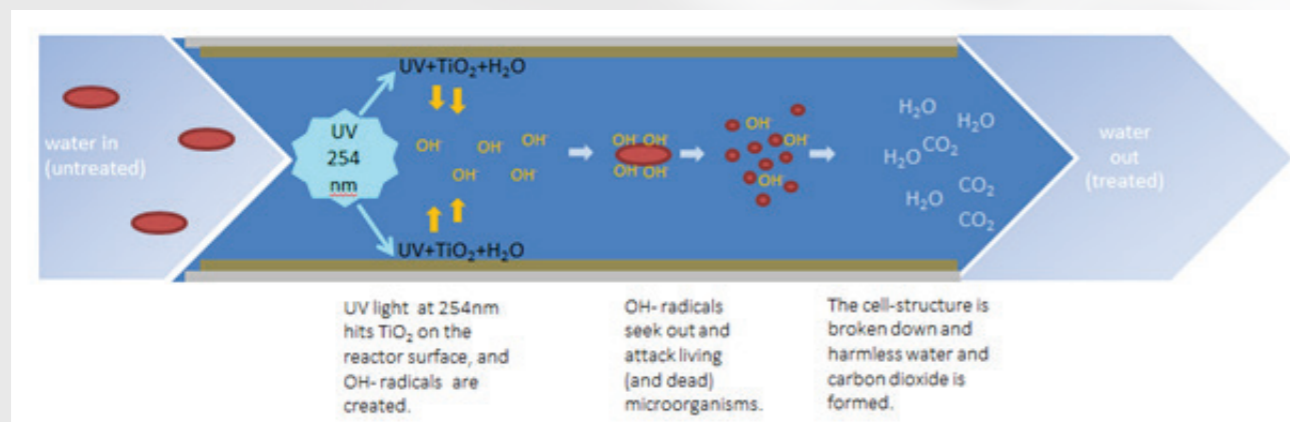 water in
(untreated)
UV
254
nm
UV+TiO₂+H₂O
OH⁻
OH⁻
OH⁻
OH⁻
OH⁻
UV+TiO₂+H₂O
OH⁻ OH⁻
OH⁻ OH⁻
OH⁻
OH⁻
OH⁻
H₂O
H₂O
H₂O
CO₂
CO₂
H₂O
CO₂
water
out
(treated)
UV light at 254nm
hits TiO₂ on the
reactor surface, and
OH- radicals are
created.
OH- radicals
seek out and
attack living
(and dead)
microorganisms.
The cell-structure is
broken down and
harmless water and
carbon dioxide is
formed.